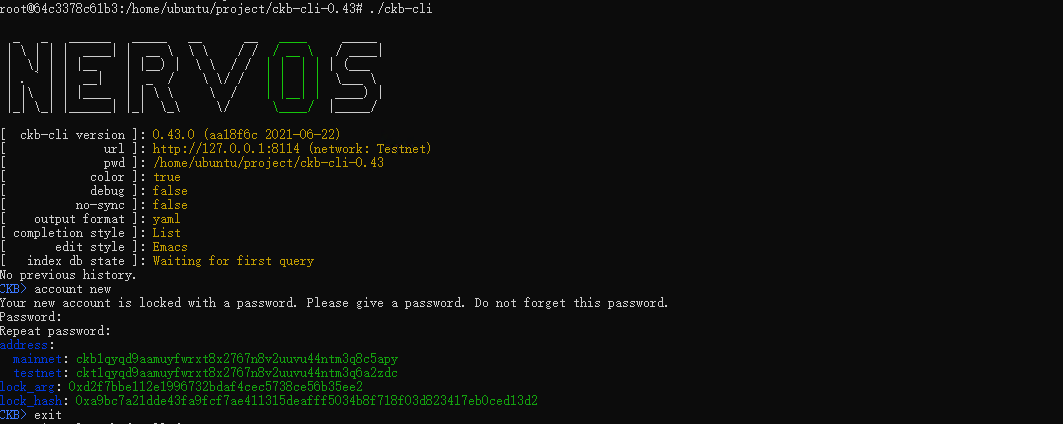 root@64c3378c61b3:/home/ubuntu/project/ckb-cli-0.43# ./ckb-cli
NERVOS
[ ckb-cli version ]: 0.43.0 (aa18f6c 2021-06-22)
[ url ]: http://127.0.0.1:8114 (network: Testnet)
[ pwd ]: /home/ubuntu/project/ckb-cli-0.43
[ color ]: true
[ debug ]: false
[ no-sync ]: false
[ output format ]: yaml
[ completion style ]: List
[ edit style ]: Emacs
[ index db state ]: Waiting for first query
No previous history.
CKB> account new
Your new account is locked with a password. Please give a password. Do not forget this password.
Password:
Repeat password:
address:
mainnet: ckb1qyqd9aamuyfwrxt8x2767n8v2uuvu44ntm3q8c5apy
testnet: ckt1qyqd9aamuyfwrxt8x2767n8v2uuvu44ntm3q6a2zdc
lock_arg: 0xd2f7bbe112e1996732bdaf4cec5738ce56b35ee2
lock_hash: 0xa9bc7a21dde43fa9fcf7ae411315deafff5034b8f718f03d823417eb0ced13d2
CKB> exit